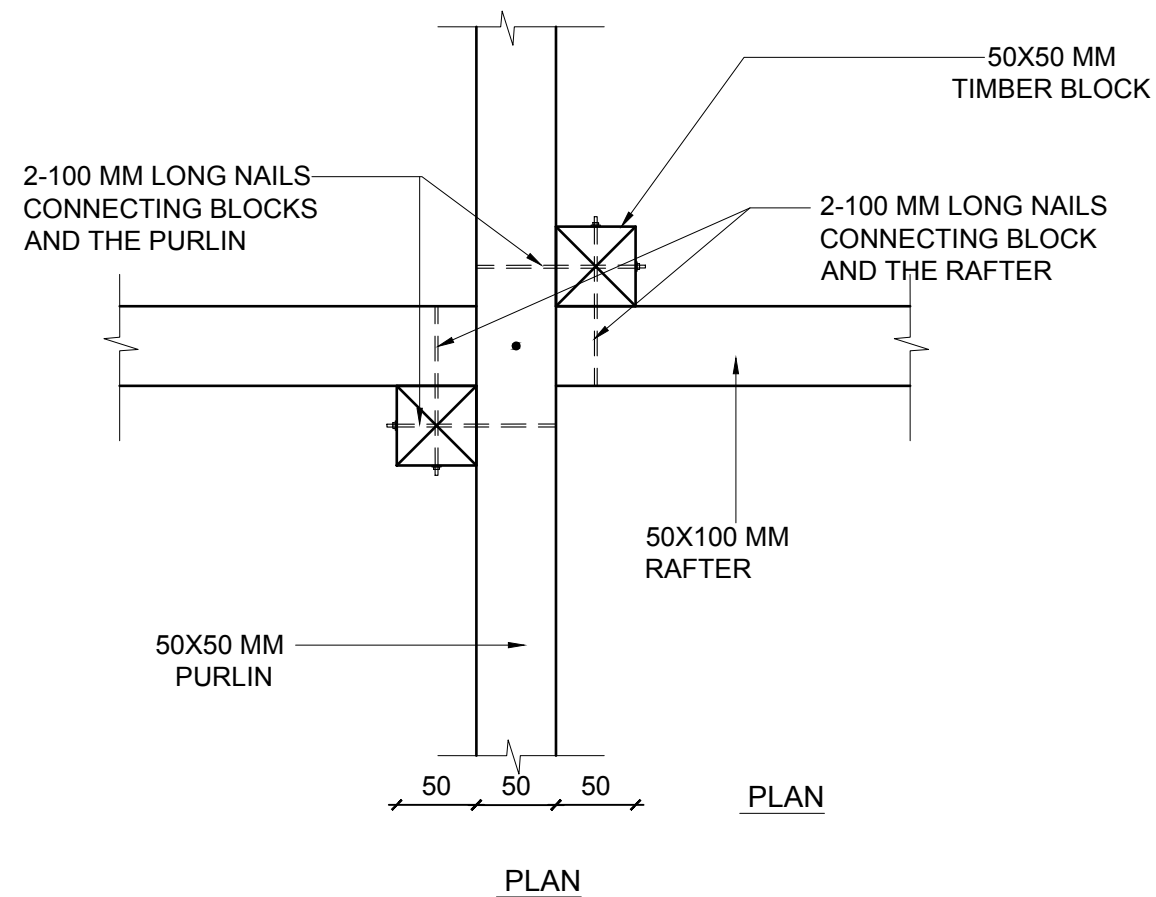 50X50 MM
TIMBER BLOCK
2-100 MM LONG NAILS
CONNECTING BLOCKS
AND THE PURLIN
2-100 MM LONG NAILS
CONNECTING BLOCK
AND THE RAFTER
50X100 MM
RAFTER
50X50 MM
PURLIN
50 50 50
PLAN
PLAN